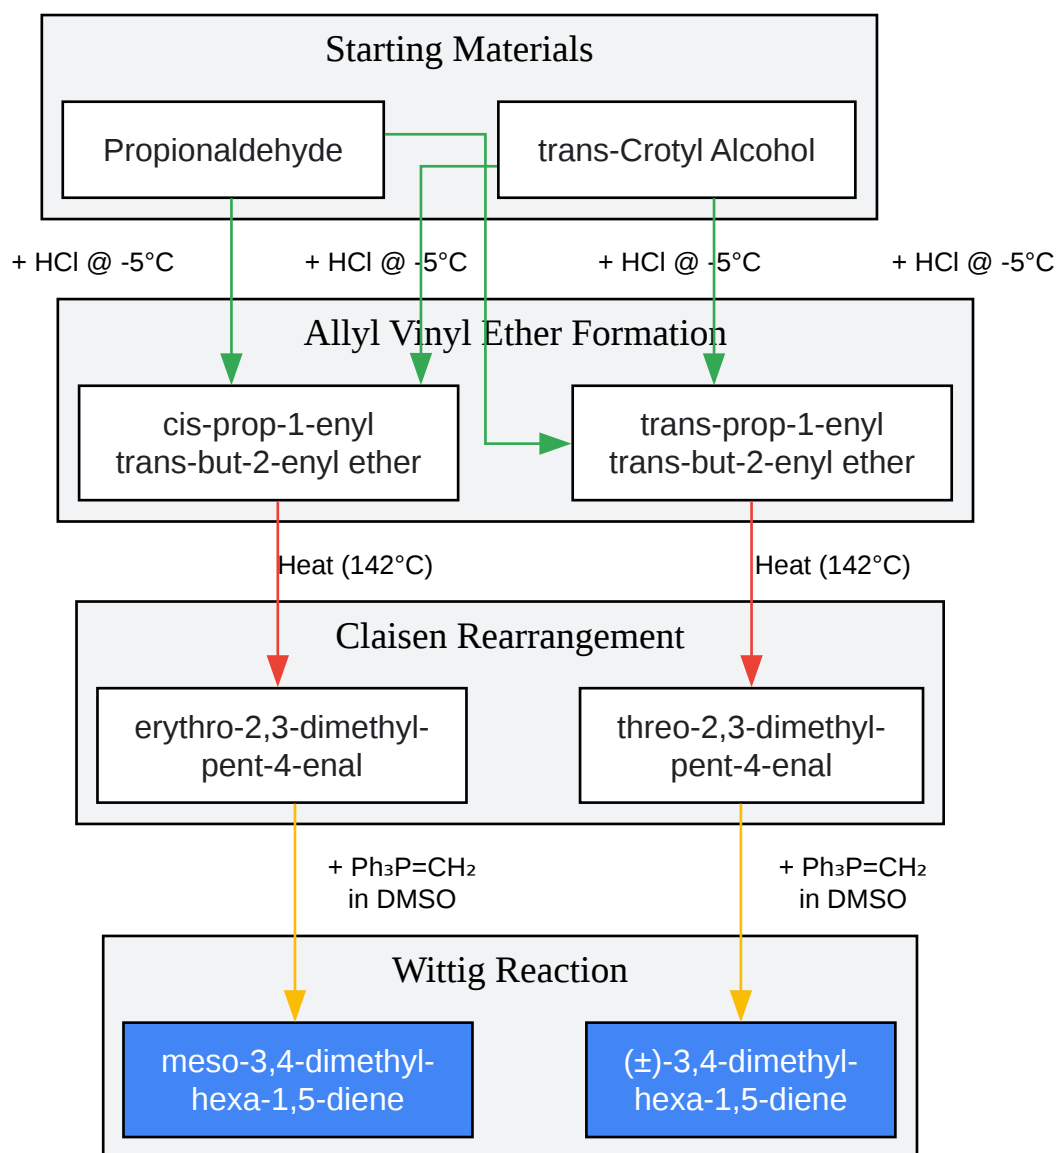 Starting Materials
Propionaldehyde
trans-Crotyl Alcohol
+ HCl @ -5°C
+ HCl @ -5°C
+ HCl @ -5°C
+ HCl @ -5°C
Allyl Vinyl Ether Formation
cis-prop-1-enyl
trans-but-2-enyl ether
trans-prop-1-enyl
trans-but-2-enyl ether
Heat (142°C)
Heat (142°C)
Claisen Rearrangement
erythro-2,3-dimethyl-
pent-4-enal
threo-2,3-dimethyl-
pent-4-enal
+ Ph₃P=CH₂
in DMSO
+ Ph₃P=CH₂
in DMSO
Wittig Reaction
meso-3,4-dimethyl-
hexa-1,5-diene
(±)-3,4-dimethyl-
hexa-1,5-diene